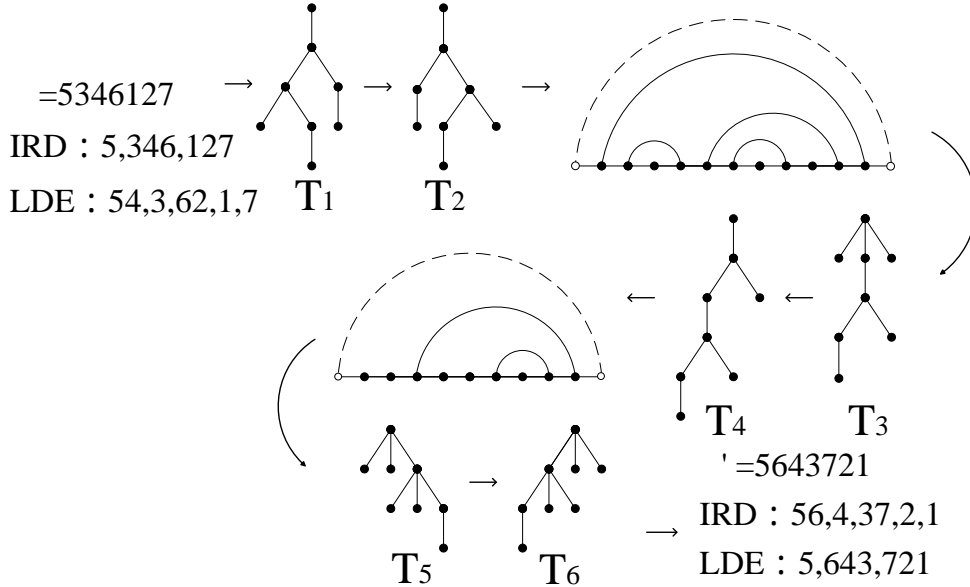 =5346127
IRD : 5,346,127
LDE : 54,3,62,1,7
T1
T2
T4
T3
' =5643721
IRD : 56,4,37,2,1
LDE : 5,643,721
T5
T6